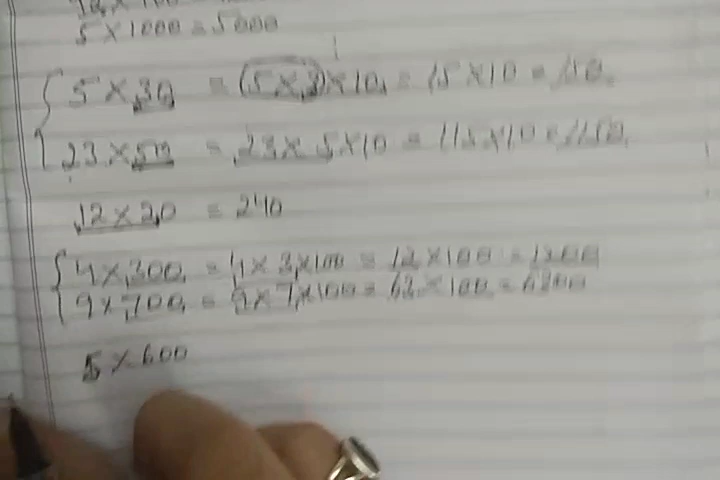 5 × 1000 = 5000
5 × 30 = (5 × 3) × 10 = 15 × 10 = 150
23 × 50 = 23 × 5 × 10 = 115 × 10 = 1150
12 × 20 = 240
4 × 300 = 4 × 3 × 100 = 12 × 100 = 1200
9 × 700 = 9 × 7 × 100 = 63 × 100 = 6300
5 × 600